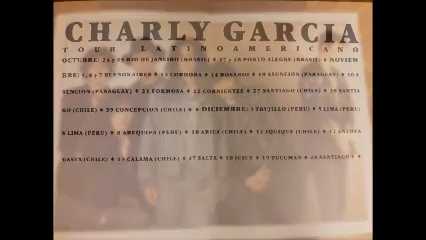 CHARLY GARCIA
TOUR LATINOAMERICANO
OCTUBRE: 24 y 25 RIO DE JANEIRO (BRASIL) ◆ 27 y 28 PORTO ALEGRE (BRASIL) ◆ NOVIEM
BRE: 5, 6 y 7 BUENOS AIRES ◆ 13 CORDOBA ◆ 14 ROSARIO ◆ 19 ASUNCION (PARAGUAY) ◆ 20 A
SUNCION (PARAGUAY) ◆ 21 FORMOSA ◆ 22 CORRIENTES ◆ 27 SANTIAGO (CHILE) ◆ 28 SANTIA
GO (CHILE) ◆ 29 CONCEPCION (CHILE) ◆ ◆ DICIEMBRE: 3 TRUJILLO (PERU) ◆ 5 LIMA (PERU)
6 LIMA (PERU) ◆ 8 AREQUIPA (PERU) ◆ 10 ARICA (CHILE) ◆ 11 IQUIQUE (CHILE) ◆ 12 ANTOFA
GASTA (CHILE) ◆ 13 CALAMA (CHILE) ◆ 17 SALTA ◆ 18 JUJUY ◆ 19 TUCUMAN ◆ 20 SANTIAGO ◆ ◆